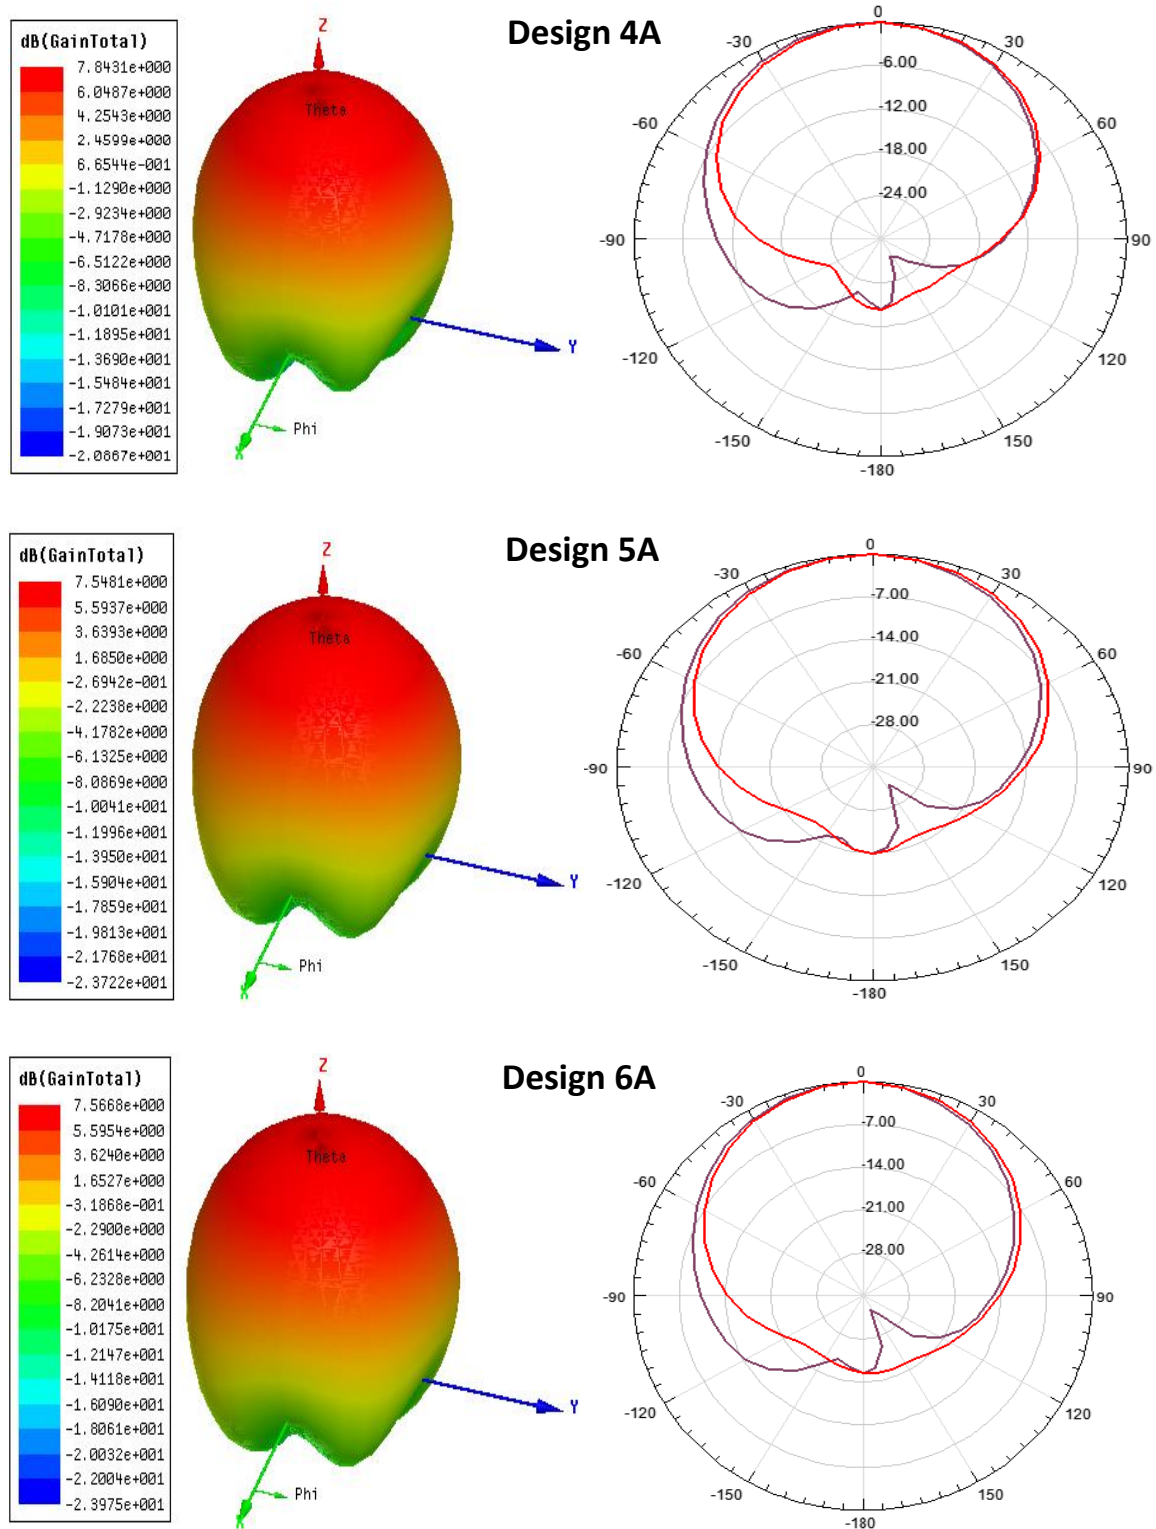 Design 4A
dB(GainTotal)
7.8431e+000
6.0487e+000
4.2543e+000
2.4599e+000
6.6544e-001
-1.1290e+000
-2.9234e+000
-4.7178e+000
-6.5122e+000
-8.3066e+000
-1.0101e+001
-1.1895e+001
-1.3690e+001
-1.5484e+001
-1.7279e+001
-1.9073e+001
-2.0867e+001
Z
Theta
Y
Phi
X
0
-30
30
-6.00
-12.00
-60
60
-18.00
-24.00
-90
90
-120
120
-150
150
-180
Design 5A
dB(GainTotal)
7.5481e+000
5.5937e+000
3.6393e+000
1.6850e+000
-2.6942e-001
-2.2238e+000
-4.1782e+000
-6.1325e+000
-8.0869e+000
-1.0041e+001
-1.1996e+001
-1.3950e+001
-1.5904e+001
-1.7859e+001
-1.9813e+001
-2.1768e+001
-2.3722e+001
Z
Theta
Y
Phi
X
0
-30
30
-7.00
-14.00
-60
60
-21.00
-28.00
-90
90
-120
120
-150
150
-180
Design 6A
dB(GainTotal)
7.5668e+000
5.5954e+000
3.6240e+000
1.6527e+000
-3.1868e-001
-2.2900e+000
-4.2614e+000
-6.2328e+000
-8.2041e+000
-1.0175e+001
-1.2147e+001
-1.4118e+001
-1.6090e+001
-1.8061e+001
-2.0032e+001
-2.2004e+001
-2.3975e+001
Z
Theta
Y
Phi
X
0
-30
30
-7.00
-14.00
-60
60
-21.00
-28.00
-90
90
-120
120
-150
150
-180